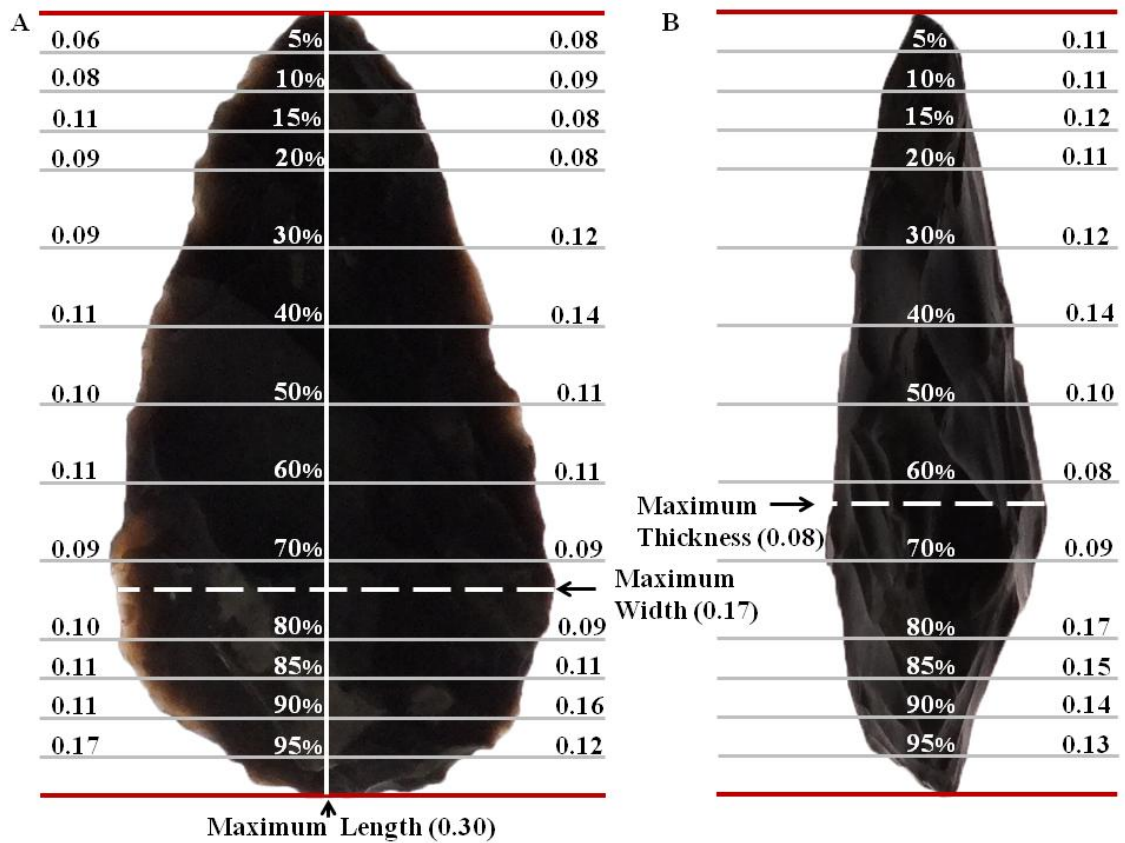 A
B
0.06 5% 0.08
0.08 10% 0.09
0.11 15% 0.08
0.09 20% 0.08
0.09 30% 0.12
0.11 40% 0.14
0.10 50% 0.11
0.11 60% 0.11
0.09 70% 0.09
Maximum
Width (0.17)
0.10 80% 0.09
0.11 85% 0.11
0.11 90% 0.16
0.17 95% 0.12
Maximum Length (0.30)
5% 0.11
10% 0.11
15% 0.12
20% 0.11
30% 0.12
40% 0.14
50% 0.10
60% 0.08
Maximum
Thickness (0.08)
70% 0.09
80% 0.17
85% 0.15
90% 0.14
95% 0.13